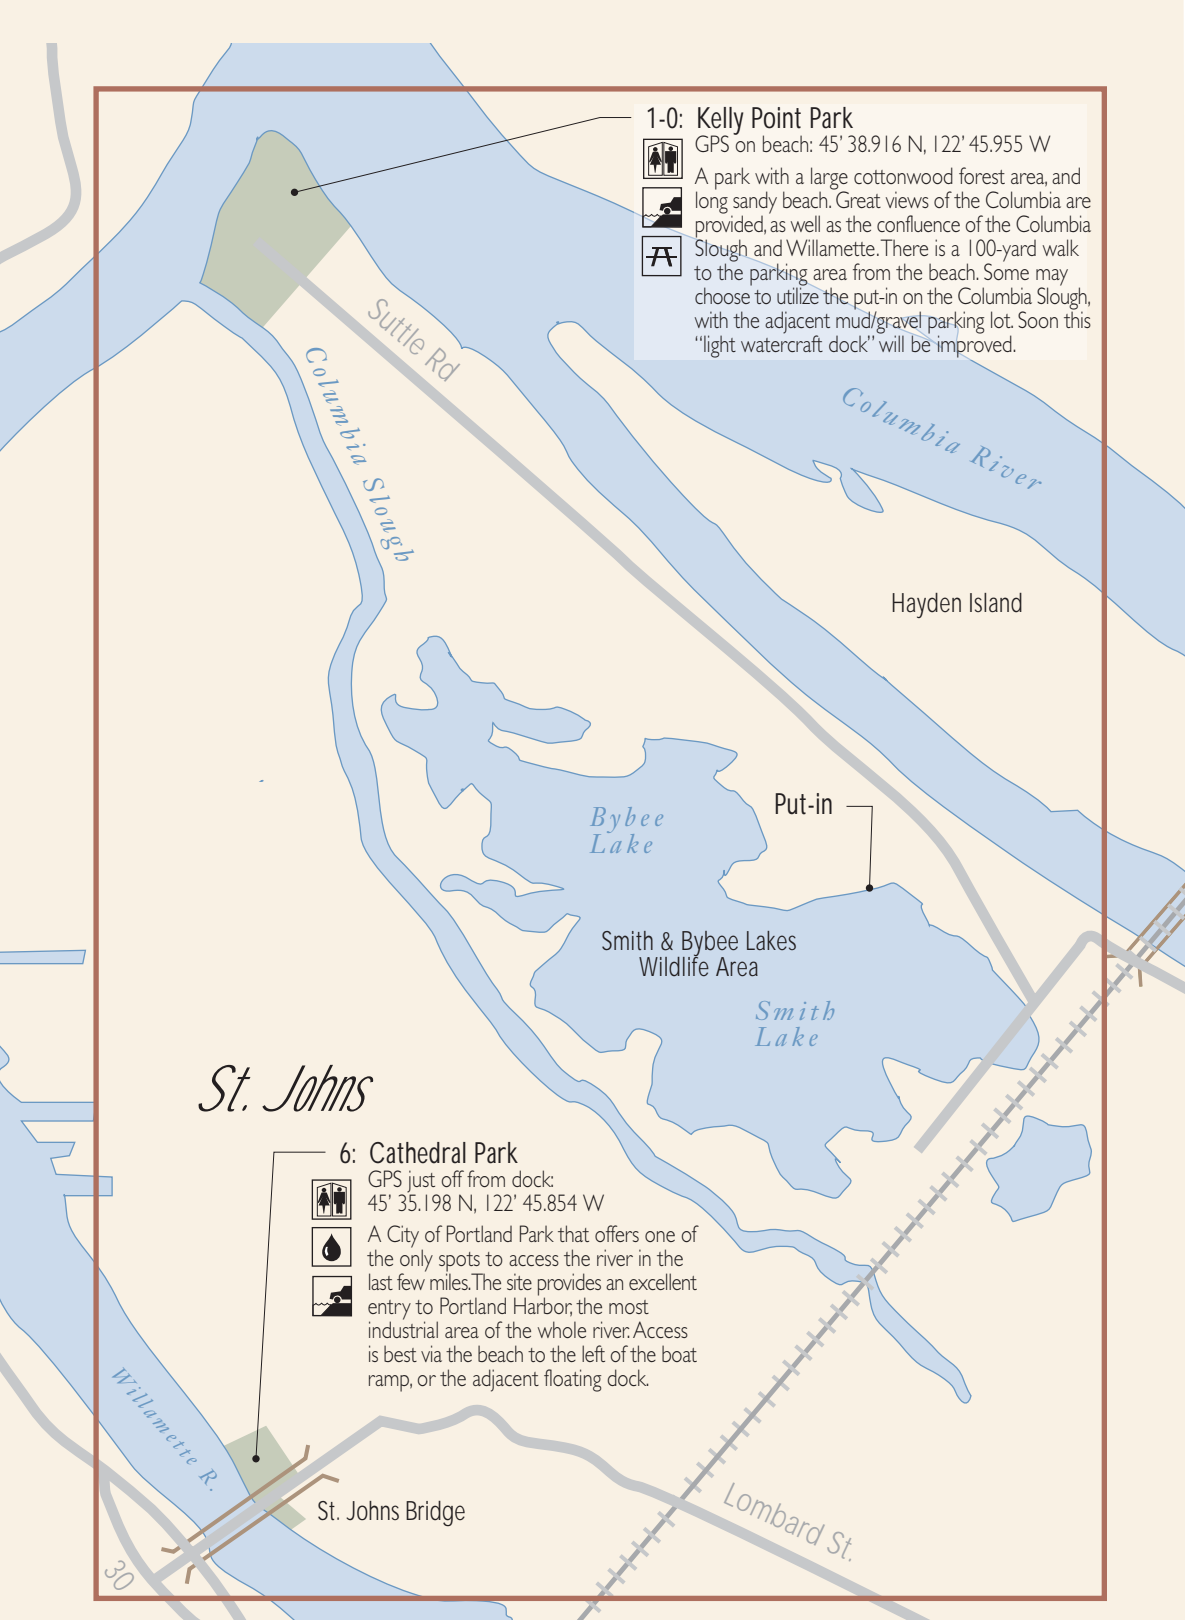 1-0: Kelly Point Park
GPS on beach: 45' 38.916 N, 122' 45.955 W
A park with a large cottonwood forest area, and
long sandy beach. Great views of the Columbia are
provided, as well as the confluence of the Columbia
Slough and Willamette. There is a 100-yard walk
to the parking area from the beach. Some may
choose to utilize the put-in on the Columbia Slough,
with the adjacent mud/gravel parking lot. Soon this
“light watercraft dock” will be improved.
Suttle Rd
Columbia Slough
Columbia River
Hayden Island
Put-in
Bybee
Lake
Smith & Bybee Lakes
Wildlife Area
Smith
Lake
St. Johns
6: Cathedral Park
GPS just off from dock:
45' 35.198 N, 122' 45.854 W
A City of Portland Park that offers one of
the only spots to access the river in the
last few miles. The site provides an excellent
entry to Portland Harbor, the most
industrial area of the whole river. Access
is best via the beach to the left of the boat
ramp, or the adjacent floating dock.
Willamette R.
St. Johns Bridge
Lombard St.
30